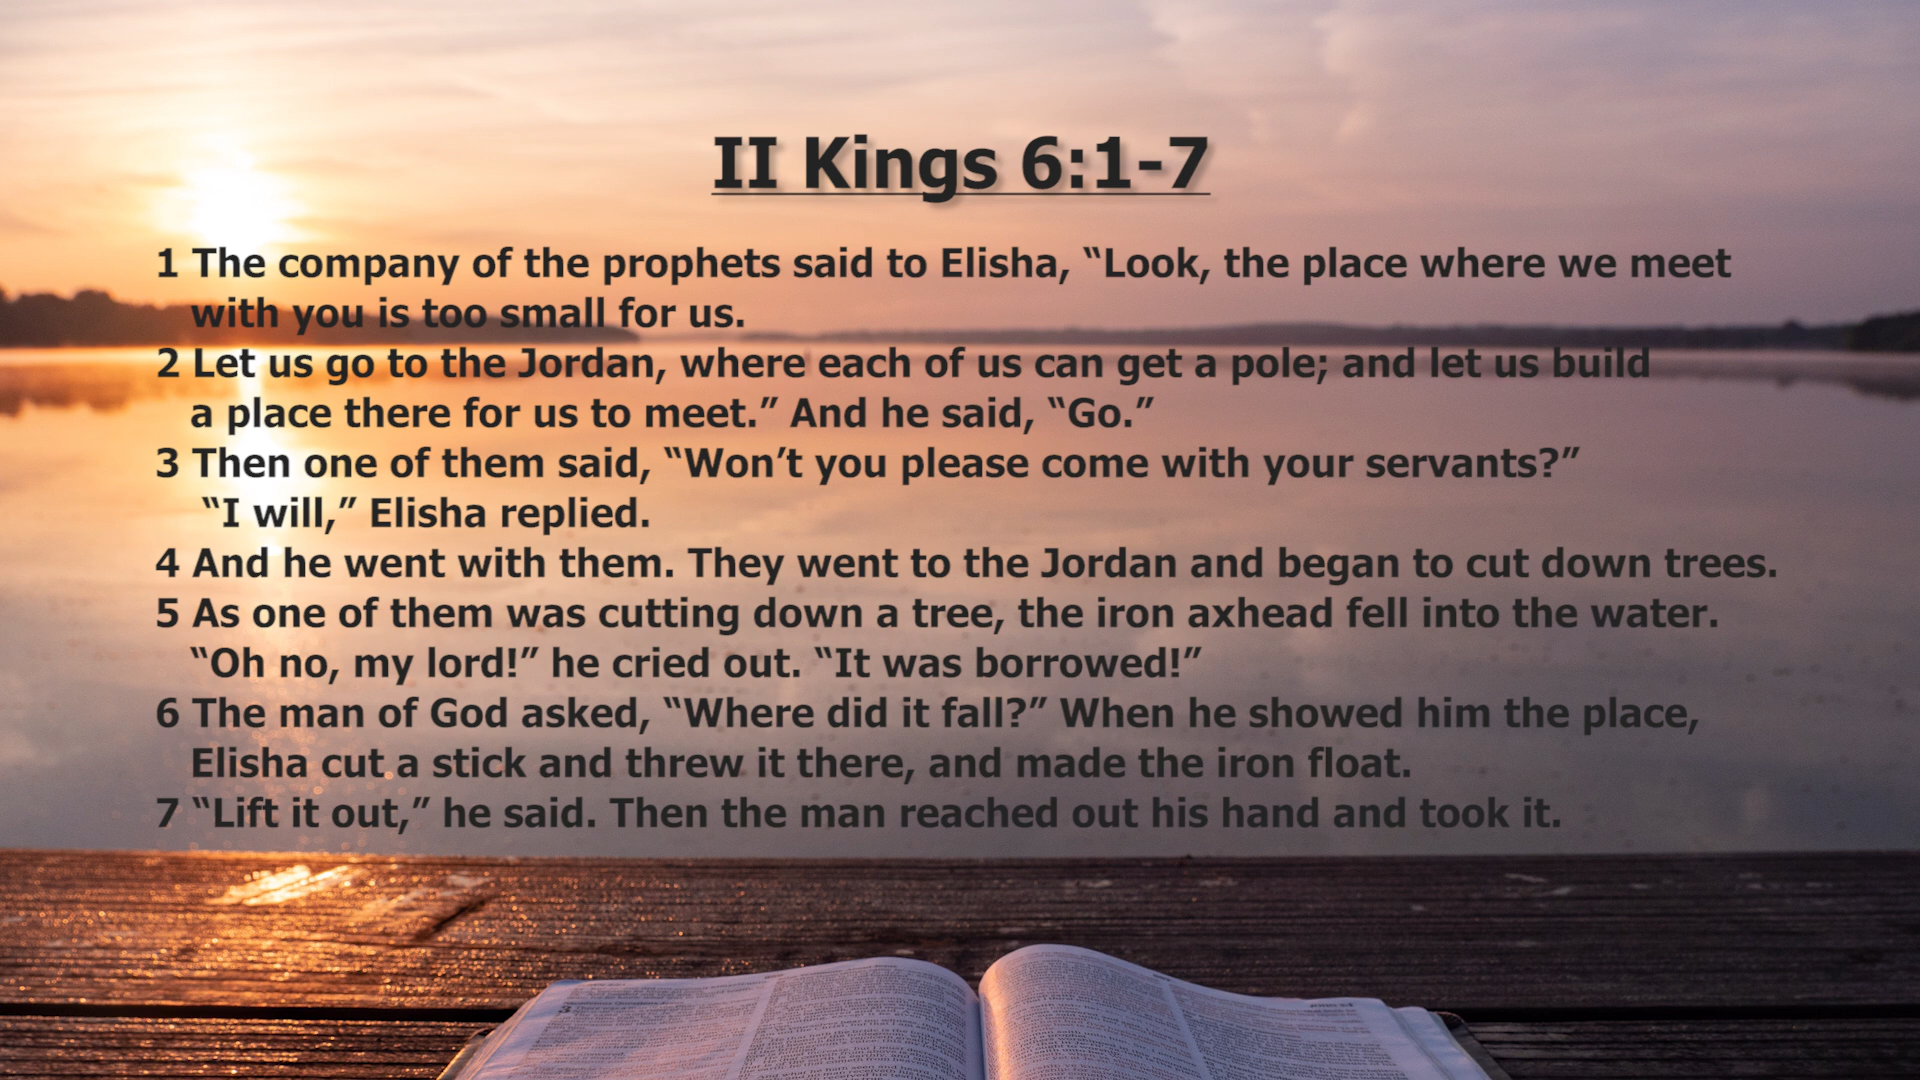 II Kings 6:1-7
1 The company of the prophets said to Elisha, “Look, the place where we meet
with you is too small for us.
2 Let us go to the Jordan, where each of us can get a pole; and let us build
a place there for us to meet.” And he said, “Go.”
3 Then one of them said, “Won’t you please come with your servants?”
“I will,” Elisha replied.
4 And he went with them. They went to the Jordan and began to cut down trees.
5 As one of them was cutting down a tree, the iron axhead fell into the water.
“Oh no, my lord!” he cried out. “It was borrowed!”
6 The man of God asked, “Where did it fall?” When he showed him the place,
Elisha cut a stick and threw it there, and made the iron float.
7 “Lift it out,” he said. Then the man reached out his hand and took it.